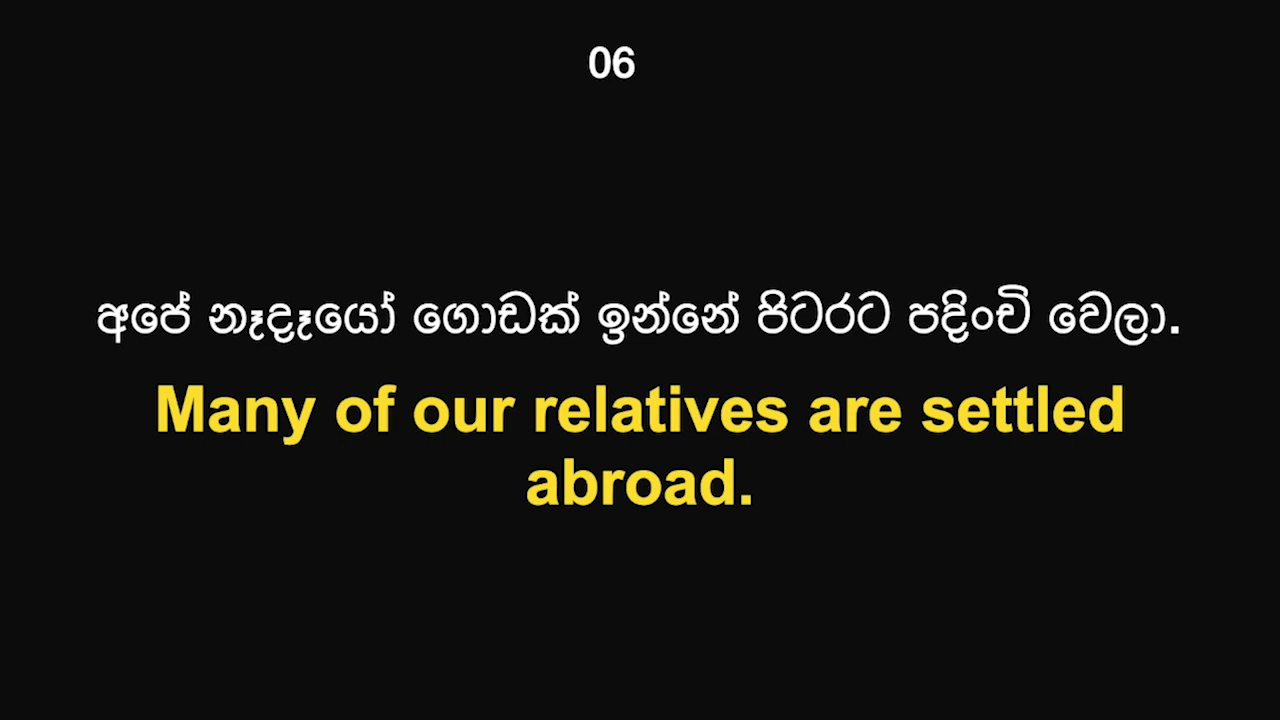 06
අපේ නෑදෑයෝ ගොඩක් ඉන්නේ පිටරට පදිංචි වෙලා.
Many of our relatives are settled
abroad.